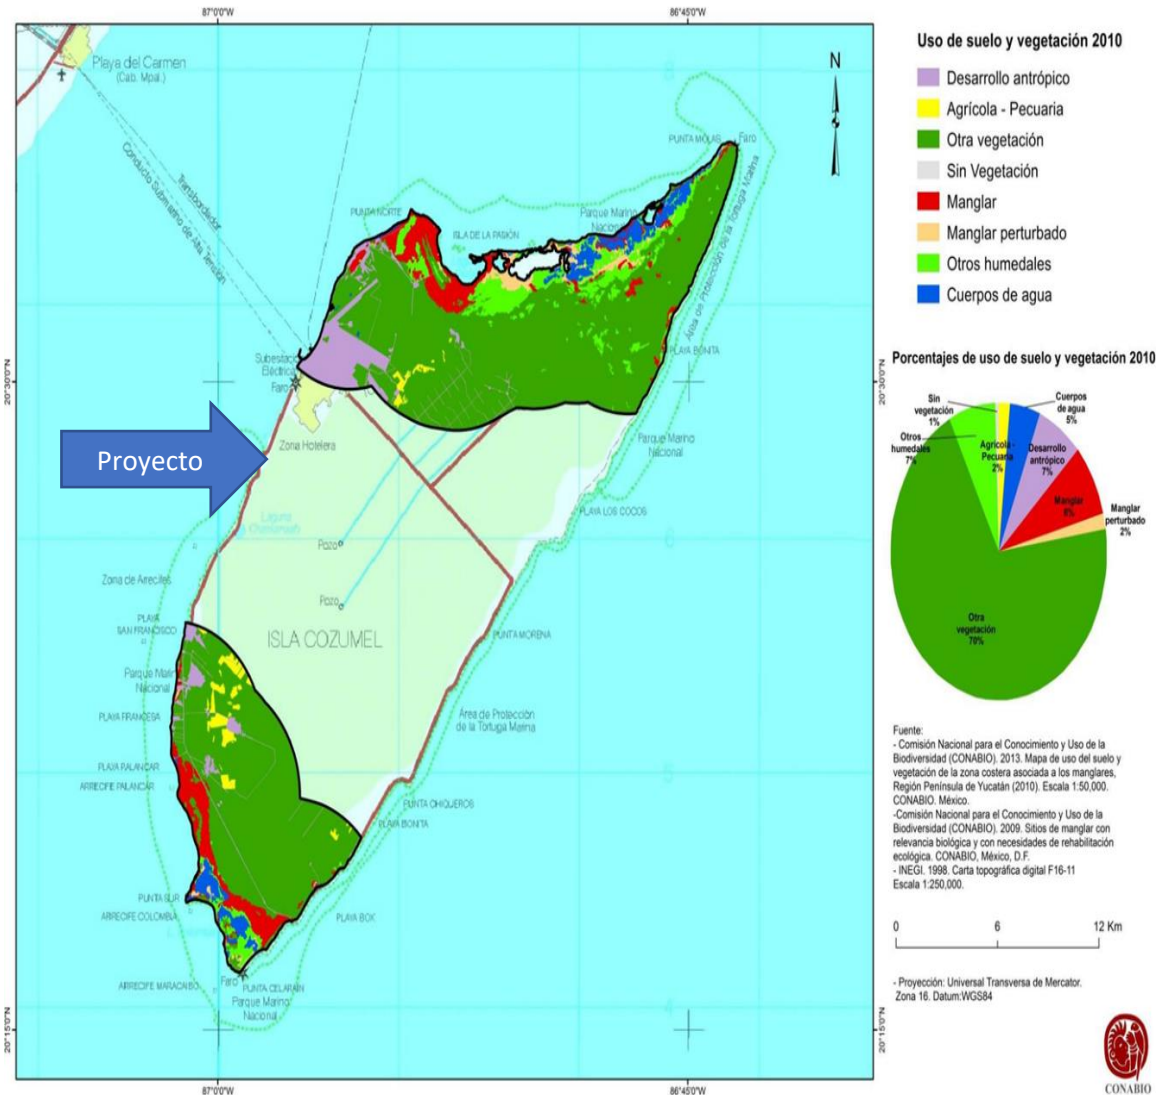 87°0'0"W
86°45'0"W
Playa del Carmen
(Cab. Mpal.)
N
Transbordador
Conducto Submarino de Alta Tensión
PUNTA MOLAS
Faro
PUNTA NORTE
ISLA DE LA PASIÓN
Parque Marino
Nacional
Área de Protección de la Tortuga Marina
Subestación
Eléctrica
Faro
20°30'0"N
20°30'0"N
PLAYA BONITA
Zona Hotelera
Parque Marino
Nacional
Proyecto
PLAYA LOS COCOS
Laguna
Pozo
Zona de Arrecifes
Pozo
PLAYA
SAN FRANCISCO
ISLA COZUMEL
PUNTA MORENA
Parque Marino
Nacional
PLAYA FRANCESA
Área de Protección
de la Tortuga Marina
PLAYA PALANCAR
ARRECIFE PALANCAR
PUNTA CHIQUEROS
PLAYA BONITA
PUNTA SUR
ARRECIFE COLOMBIA
PLAYA BOX
ARRECIFE MARACAIBO
Faro
PUNTA CELARAIN
Parque Marino
Nacional
20°15'0"N
20°15'0"N
87°0'0"W
86°45'0"W
Uso de suelo y vegetación 2010
Desarrollo antrópico
Agrícola - Pecuaria
Otra vegetación
Sin Vegetación
Manglar
Manglar perturbado
Otros humedales
Cuerpos de agua
Porcentajes de uso de suelo y vegetación 2010
Sin
vegetación
1%
Cuerpos
de agua
5%
Otros
humedales
7%
Agrícola -
Pecuaria
2%
Desarrollo
antrópico
7%
Manglar
Manglar
perturbado
2%
Otra
vegetación
70%
Fuente:
- Comisión Nacional para el Conocimiento y Uso de la
Biodiversidad (CONABIO). 2013. Mapa de uso del suelo y
vegetación de la zona costera asociada a los manglares,
Región Península de Yucatán (2010). Escala 1:50,000.
CONABIO. México.
-Comisión Nacional para el Conocimiento y Uso de la
Biodiversidad (CONABIO). 2009. Sitios de manglar con
relevancia biológica y con necesidades de rehabilitación
ecológica. CONABIO, México, D.F.
- INEGI. 1998. Carta topográfica digital F16-11
Escala 1:250,000.
0 6 12 Km
- Proyección: Universal Transversa de Mercator.
Zona 16. Datum:WGS84
CONABIO